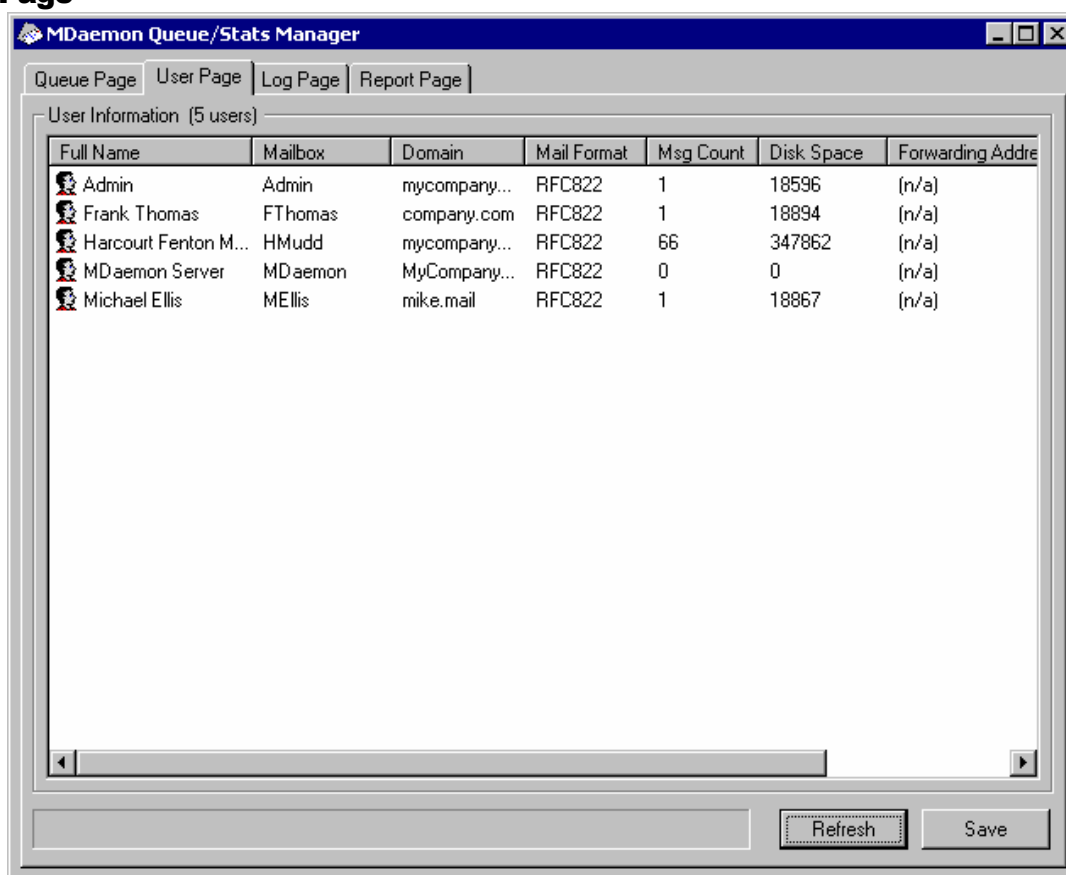 Page
MDaemon Queue/Stats Manager
Queue Page User Page Log Page Report Page
User Information (5 users)
Full Name Mailbox Domain Mail Format Msg Count Disk Space Forwarding Addre
Admin Admin mycompany... RFC822 1 18596 (n/a)
Frank Thomas FThomas company.com RFC822 1 18894 (n/a)
Harcourt Fenton M... HMudd mycompany... RFC822 66 347862 (n/a)
MDaemon Server MDaemon MyCompany... RFC822 0 0 (n/a)
Michael Ellis MEllis mike.mail RFC822 1 18867 (n/a)
Refresh Save